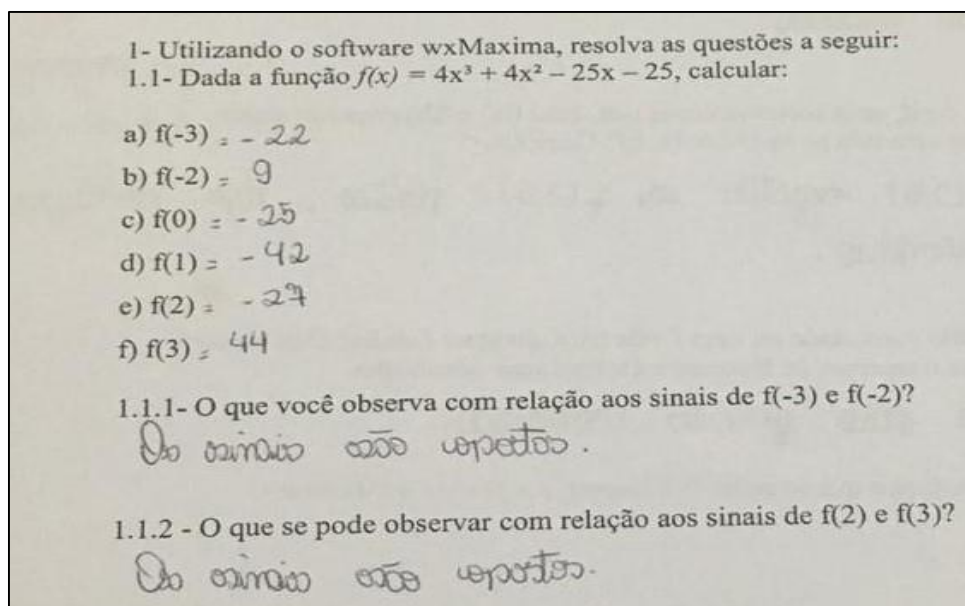 1- Utilizando o software wxMaxima, resolva as questões a seguir:
1.1- Dada a função f(x) = 4x³ + 4x² – 25x – 25, calcular:
a) f(-3) = - 22
b) f(-2) = 9
c) f(0) = - 25
d) f(1) = - 42
e) f(2) = - 27
f) f(3) = 44
1.1.1- O que você observa com relação aos sinais de f(-3) e f(-2)?
Os sinais são opostos.
1.1.2 - O que se pode observar com relação aos sinais de f(2) e f(3)?
Os sinais são opostos.